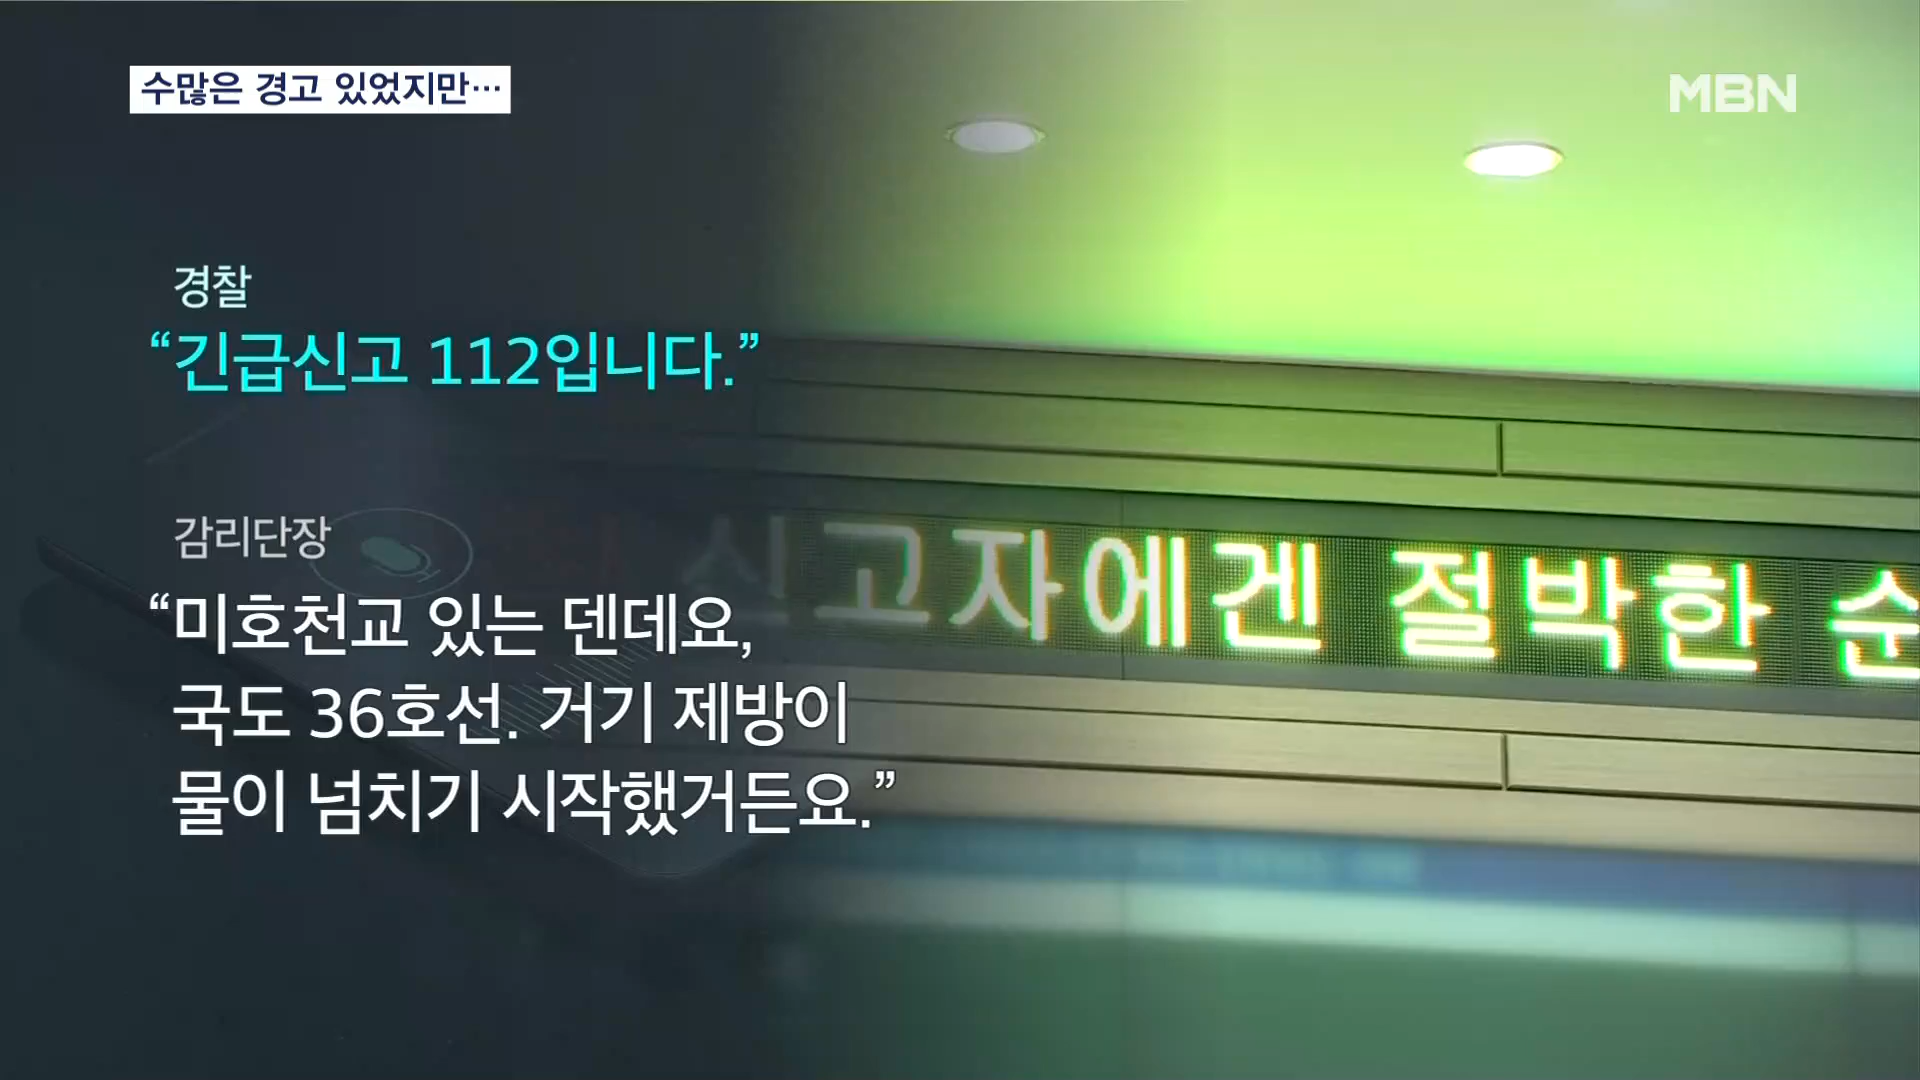 수많은 경고 있었지만…
MBN
경찰
“긴급신고 112입니다.”
감리단장
“미호천교 있는 덴데요,
국도 36호선. 거기 제방이
물이 넘치기 시작했거든요.”
신고자에겐 절박한 순